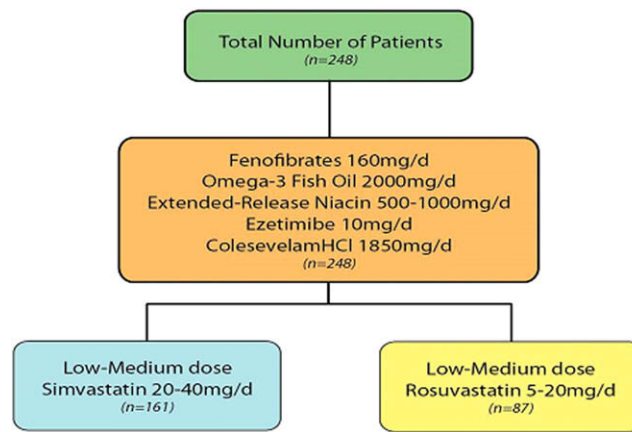 Total Number of Patients
(n=248)
Fenofibrates 160mg/d
Omega-3 Fish Oil 2000mg/d
Extended-Release Niacin 500-1000mg/d
Ezetimibe 10mg/d
ColesevelamHCl 1850mg/d
(n=248)
Low-Medium dose
Simvastatin 20-40mg/d
(n=161)
Low-Medium dose
Rosuvastatin 5-20mg/d
(n=87)